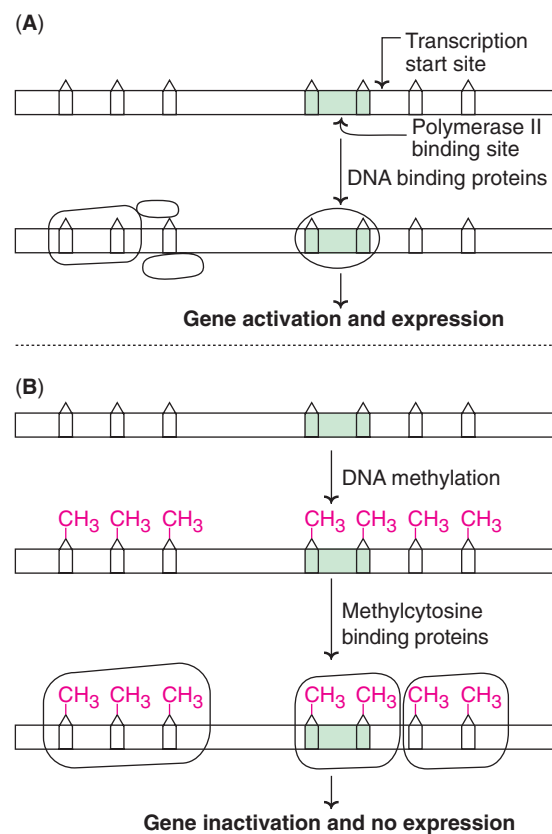 (A)
Transcription
start site
Polymerase II
binding site
DNA binding proteins
Gene activation and expression
(B)
DNA methylation
CH3 CH3 CH3 CH3 CH3 CH3 CH3
Methylcytosine
binding proteins
CH3 CH3 CH3 CH3 CH3 CH3 CH3
Gene inactivation and no expression